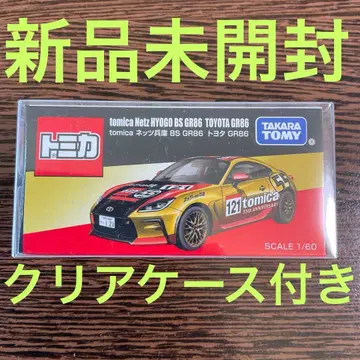 新品未開封
tomica Netz HYOGO BS GR86 TOYOTA GR86
tomica ネッツ兵庫 BS GR86 トヨタ GR86
トミカ
TAKARA
TOMY
121
tomica
SCALE 1/60
クリアケース付き